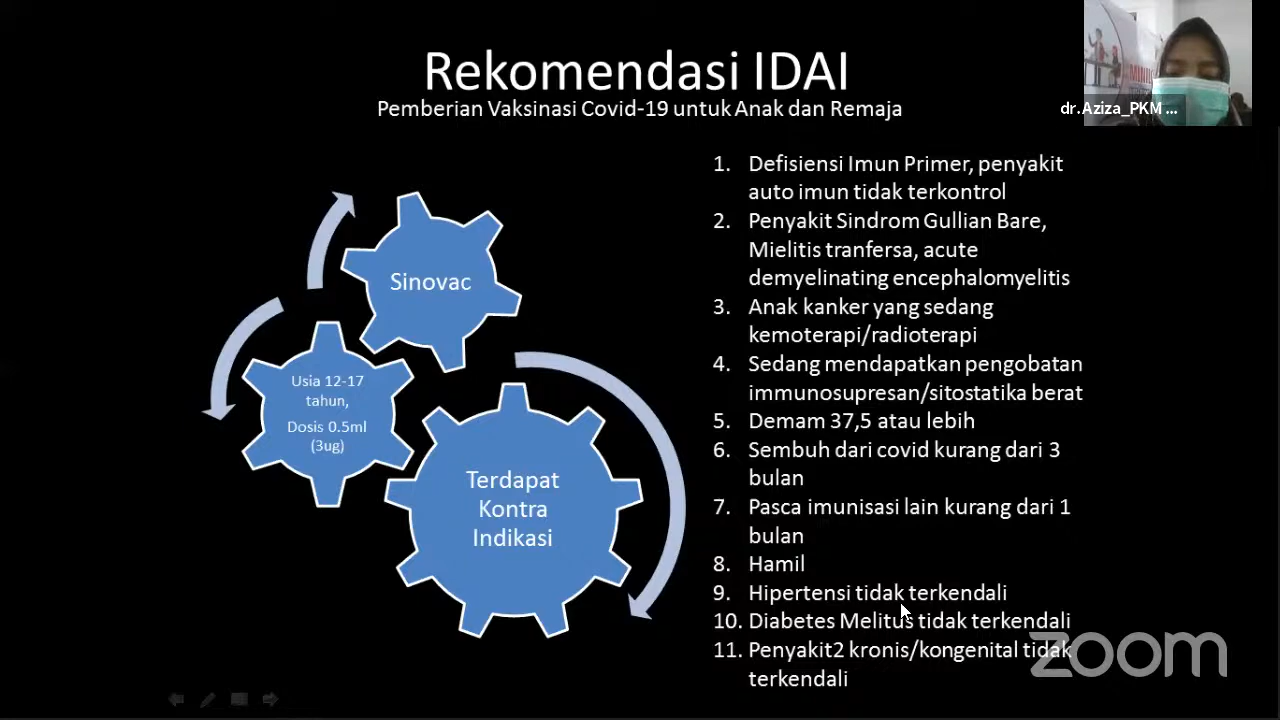 Rekomendasi IDAI
Pemberian Vaksinasi Covid-19 untuk Anak dan Remaja
dr.Aziza_PKM ...
Sinovac
Usia 12-17
tahun,
Dosis 0.5ml
(3ug)
Terdapat
Kontra
Indikasi
1. Defisiensi Imun Primer, penyakit
auto imun tidak terkontrol
2. Penyakit Sindrom Gullian Bare,
Mielitis tranfersa, acute
demyelinating encephalomyelitis
3. Anak kanker yang sedang
kemoterapi/radioterapi
4. Sedang mendapatkan pengobatan
immunosupresan/sitostatika berat
5. Demam 37,5 atau lebih
6. Sembuh dari covid kurang dari 3
bulan
7. Pasca imunisasi lain kurang dari 1
bulan
8. Hamil
9. Hipertensi tidak terkendali
10. Diabetes Melitus tidak terkendali
11. Penyakit2 kronis/kongenital tidak
terkendali
zoom